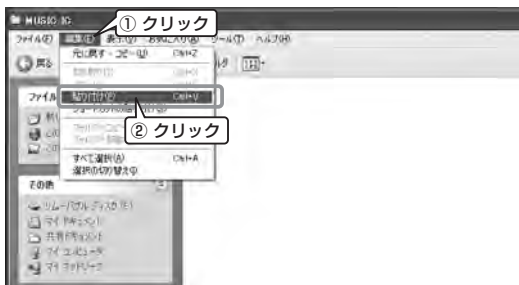 MUSIC IC
① クリック
ファイル(F) 編集(E) 表示(V) お気に入り(A) ツール(T) ヘルプ(H)
元に戻す - コピー(U) Ctrl+Z
戻る
貼り付け(P) Ctrl+V
② クリック
すべて選択(A) Ctrl+A
選択の切り替え(I)
その他
リムーバブル ディスク (E:)
マイ ドキュメント
共有ドキュメント
マイ コンピュータ
マイ ネットワーク